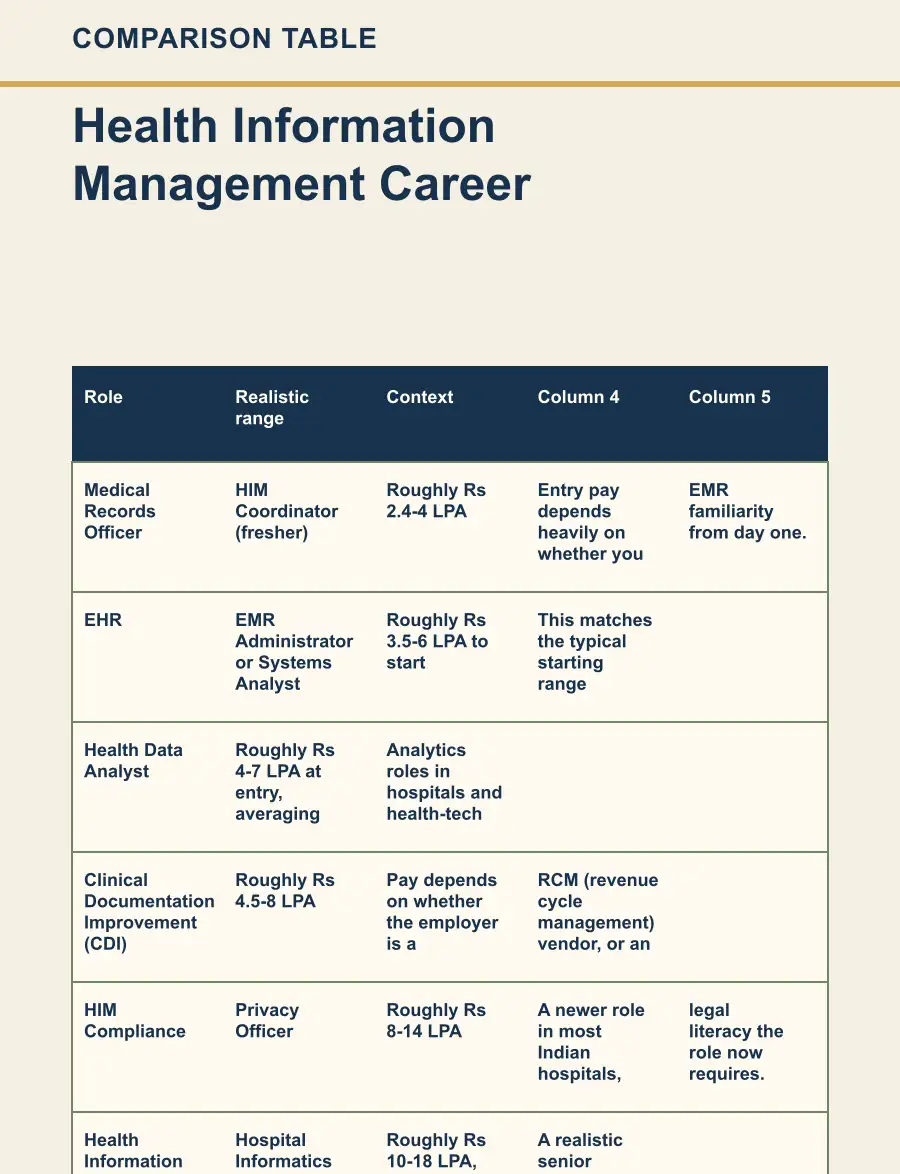 COMPARISON TABLE
Health Information
Management Career
Role
Realistic
range
Context
Column 4
Column 5
Medical
Records
Officer
HIM
Coordinator
(fresher)
Roughly Rs
2.4-4 LPA
Entry pay
depends
heavily on
whether you
EMR
familiarity
from day one.
EHR
EMR
Administrator
or Systems
Analyst
Roughly Rs
3.5-6 LPA to
start
This matches
the typical
starting
range
Health Data
Analyst
Roughly Rs
4-7 LPA at
entry,
averaging
Analytics
roles in
hospitals and
health-tech
Clinical
Documentation
Improvement
(CDI)
Roughly Rs
4.5-8 LPA
Pay depends
on whether
the employer
is a
RCM (revenue
cycle
management)
vendor, or an
HIM
Compliance
Privacy
Officer
Roughly Rs
8-14 LPA
A newer role
in most
Indian
hospitals,
legal
literacy the
role now
requires.
Health
Information
Hospital
Informatics
Roughly Rs
10-18 LPA,
A realistic
senior